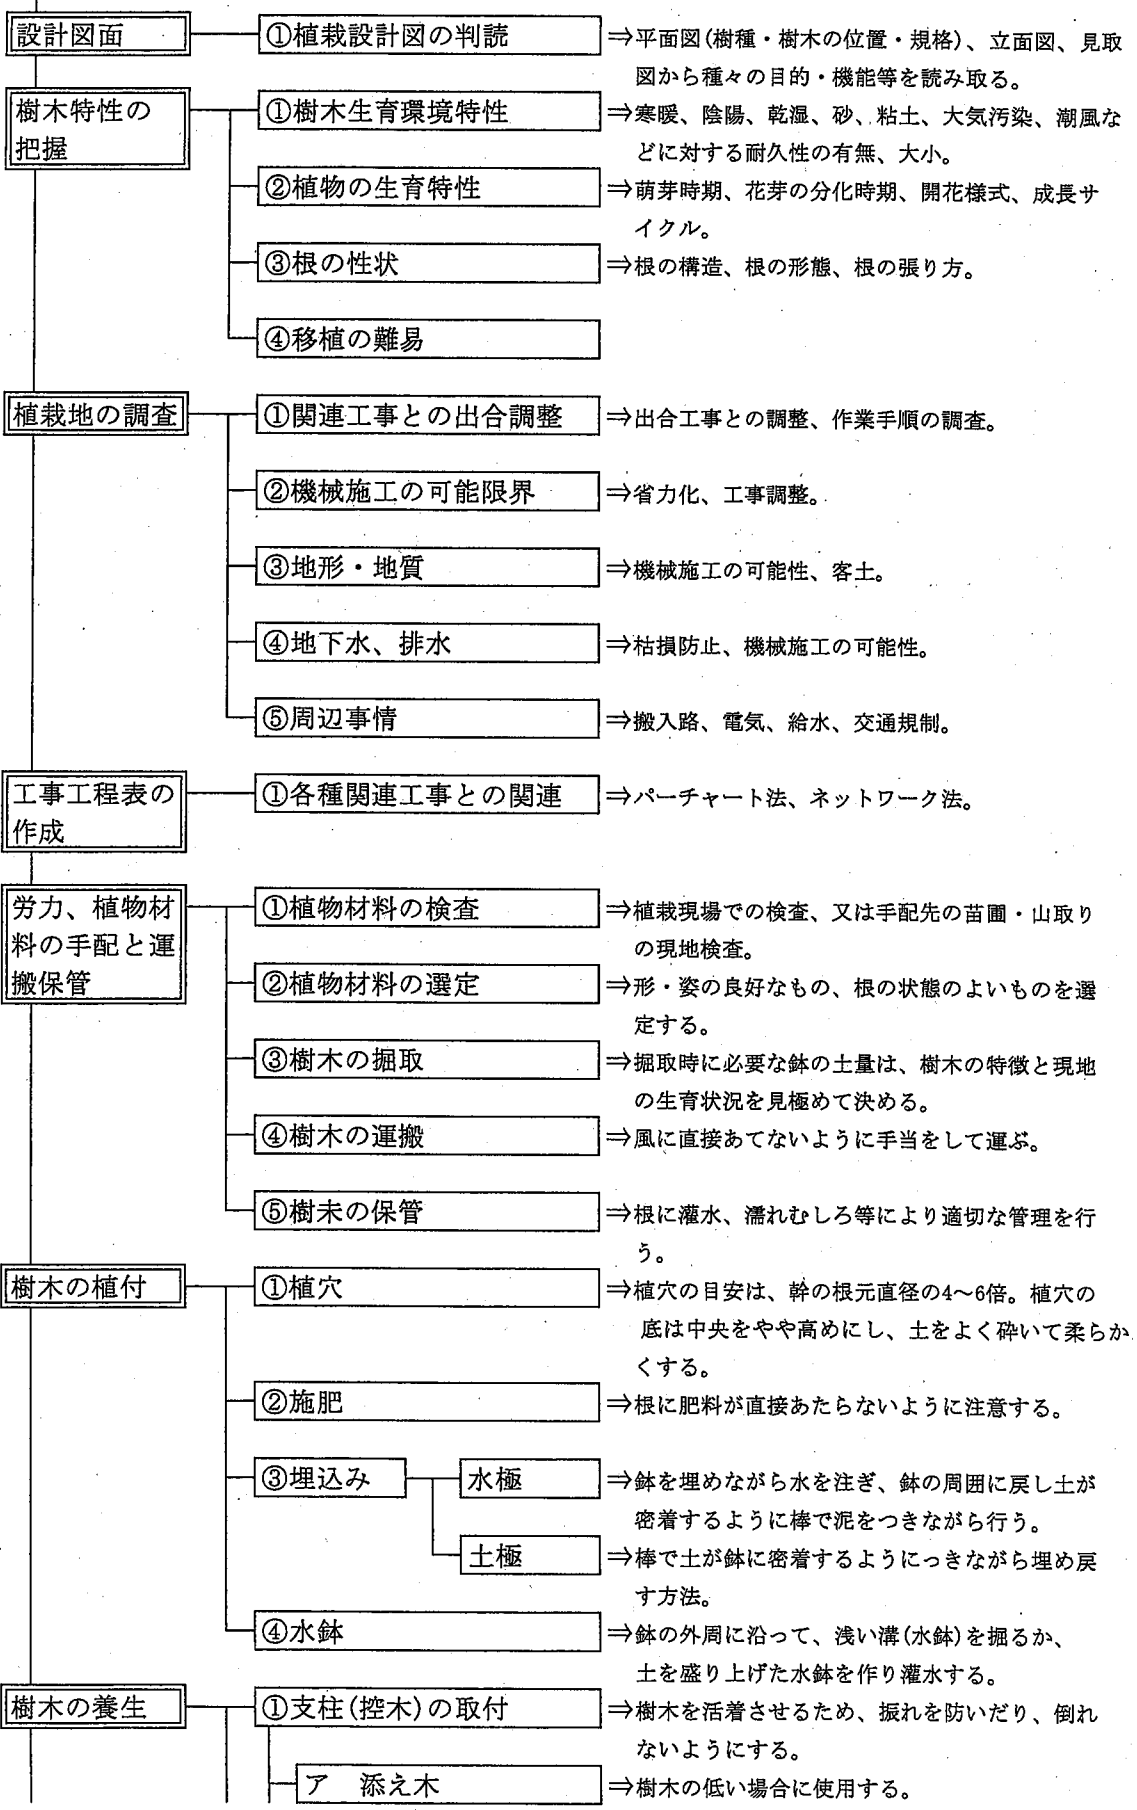 設計図面
①植栽設計図の判読
⇒平面図(樹種・樹木の位置・規格)、立面図、見取
図から種々の目的・機能等を読み取る。
樹木特性の
把握
①樹木生育環境特性
⇒寒暖、陰陽、乾湿、砂、粘土、大気汚染、潮風な
どに対する耐久性の有無、大小。
②植物の生育特性
⇒萌芽時期、花芽の分化時期、開花様式、成長サ
イクル。
③根の性状
⇒根の構造、根の形態、根の張り方。
④移植の難易
植栽地の調査
①関連工事との出合調整
⇒出合工事との調整、作業手順の調査。
②機械施工の可能限界
⇒省力化、工事調整。
③地形・地質
⇒機械施工の可能性、客土。
④地下水、排水
⇒枯損防止、機械施工の可能性。
⑤周辺事情
⇒搬入路、電気、給水、交通規制。
工事工程表の
作成
①各種関連工事との関連
⇒パーチャート法、ネットワーク法。
労力、植物材
料の手配と運
搬保管
①植物材料の検査
⇒植栽現場での検査、又は手配先の苗圃・山取り
の現地検査。
②植物材料の選定
⇒形・姿の良好なもの、根の状態のよいものを選
定する。
③樹木の掘取
⇒掘取時に必要な鉢の土量は、樹木の特徴と現地
の生育状況を見極めて決める。
④樹木の運搬
⇒風に直接あてないように手当をして運ぶ。
⑤樹未の保管
⇒根に灌水、濡れむしろ等により適切な管理を行
う。
樹木の植付
①植穴
⇒植穴の目安は、幹の根元直径の4～6倍。植穴の
底は中央をやや高めにし、土をよく砕いて柔らか
くする。
②施肥
⇒根に肥料が直接あたらないように注意する。
③埋込み
水極
⇒鉢を埋めながら水を注ぎ、鉢の周囲に戻し土が
密着するように棒で泥をつきながら行う。
土極
⇒棒で土が鉢に密着するようにっきながら埋め戻
す方法。
④水鉢
⇒鉢の外周に沿って、浅い溝(水鉢)を掘るか、
土を盛り上げた水鉢を作り灌水する。
樹木の養生
①支柱(控木)の取付
⇒樹木を活着させるため、振れを防いだり、倒れ
ないようにする。
ア　添え木
⇒樹木の低い場合に使用する。